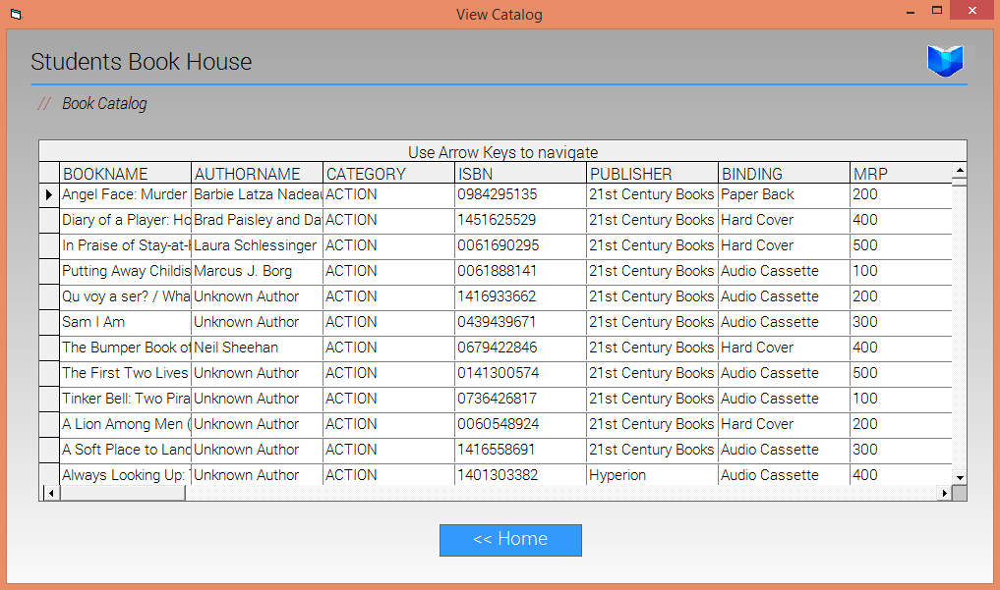 View Catalog
Students Book House
// Book Catalog
Use Arrow Keys to navigate
BOOKNAME AUTHORNAME CATEGORY ISBN PUBLISHER BINDING MRP
Angel Face: Murder Barbie Latza Nadeau ACTION 0984295135 21st Century Books Paper Back 200
Diary of a Player: Ho Brad Paisley and Da ACTION 1451625529 21st Century Books Hard Cover 400
In Praise of Stay-at-H Laura Schlessinger ACTION 0061690295 21st Century Books Hard Cover 500
Putting Away Childis Marcus J. Borg ACTION 0061888141 21st Century Books Audio Cassette 100
Qu voy a ser? / Wha Unknown Author ACTION 1416933662 21st Century Books Audio Cassette 200
Sam I Am Unknown Author ACTION 0439439671 21st Century Books Audio Cassette 300
The Bumper Book of Neil Sheehan ACTION 0679422846 21st Century Books Hard Cover 400
The First Two Lives Unknown Author ACTION 0141300574 21st Century Books Audio Cassette 500
Tinker Bell: Two Pira Unknown Author ACTION 0736426817 21st Century Books Audio Cassette 100
A Lion Among Men ( Unknown Author ACTION 0060548924 21st Century Books Hard Cover 200
A Soft Place to Land Unknown Author ACTION 1416558691 21st Century Books Audio Cassette 300
Always Looking Up: T Unknown Author ACTION 1401303382 Hyperion Audio Cassette 400
<< Home